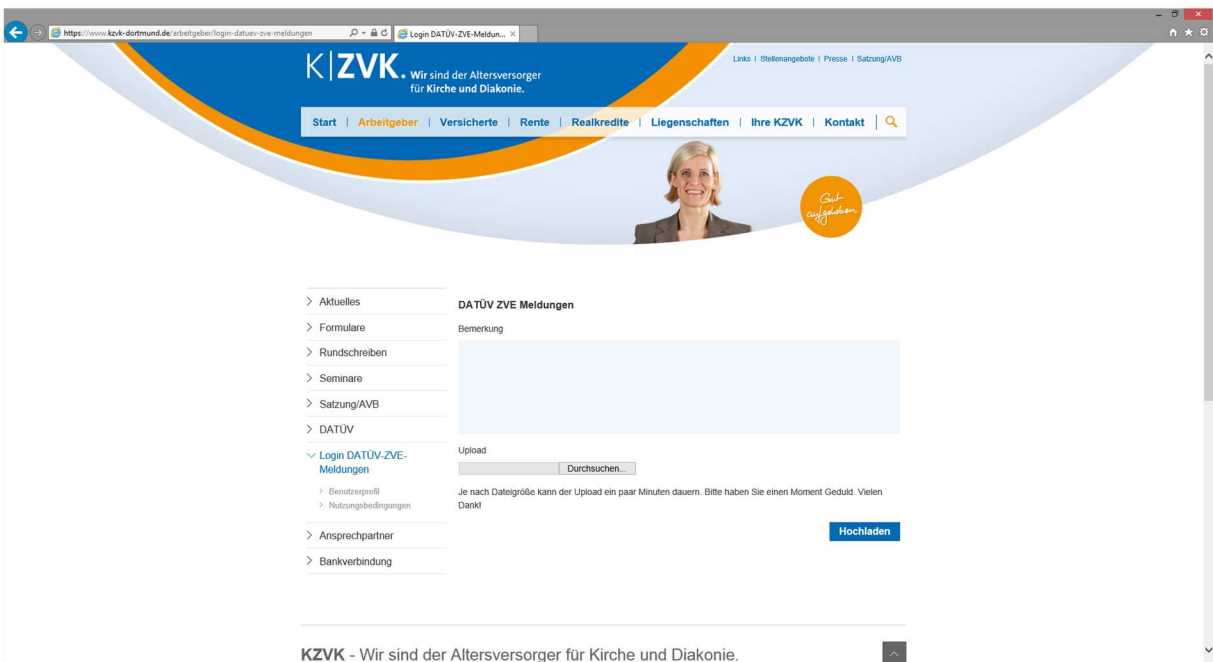 https://www.kzvk-dortmund.de/arbeitgeber/login-datuev-zve-meldungen
Login DATÜV-ZVE-Meldun...
K|ZVK. Wir sind der Altersversorger
für Kirche und Diakonie.
Links | Stellenangebote | Presse | Satzung/AVB
Start | Arbeitgeber | Versicherte | Rente | Realkredite | Liegenschaften | Ihre KZVK | Kontakt
Gut
aufgehoben
Aktuelles
Formulare
Rundschreiben
Seminare
Satzung/AVB
DATÜV
Login DATÜV-ZVE-
Meldungen
Benutzerprofil
Nutzungsbedingungen
Ansprechpartner
Bankverbindung
DATÜV ZVE Meldungen
Bemerkung
Upload
Durchsuchen...
Je nach Dateigröße kann der Upload ein paar Minuten dauern. Bitte haben Sie einen Moment Geduld. Vielen
Dank!
Hochladen
KZVK - Wir sind der Altersversorger für Kirche und Diakonie.